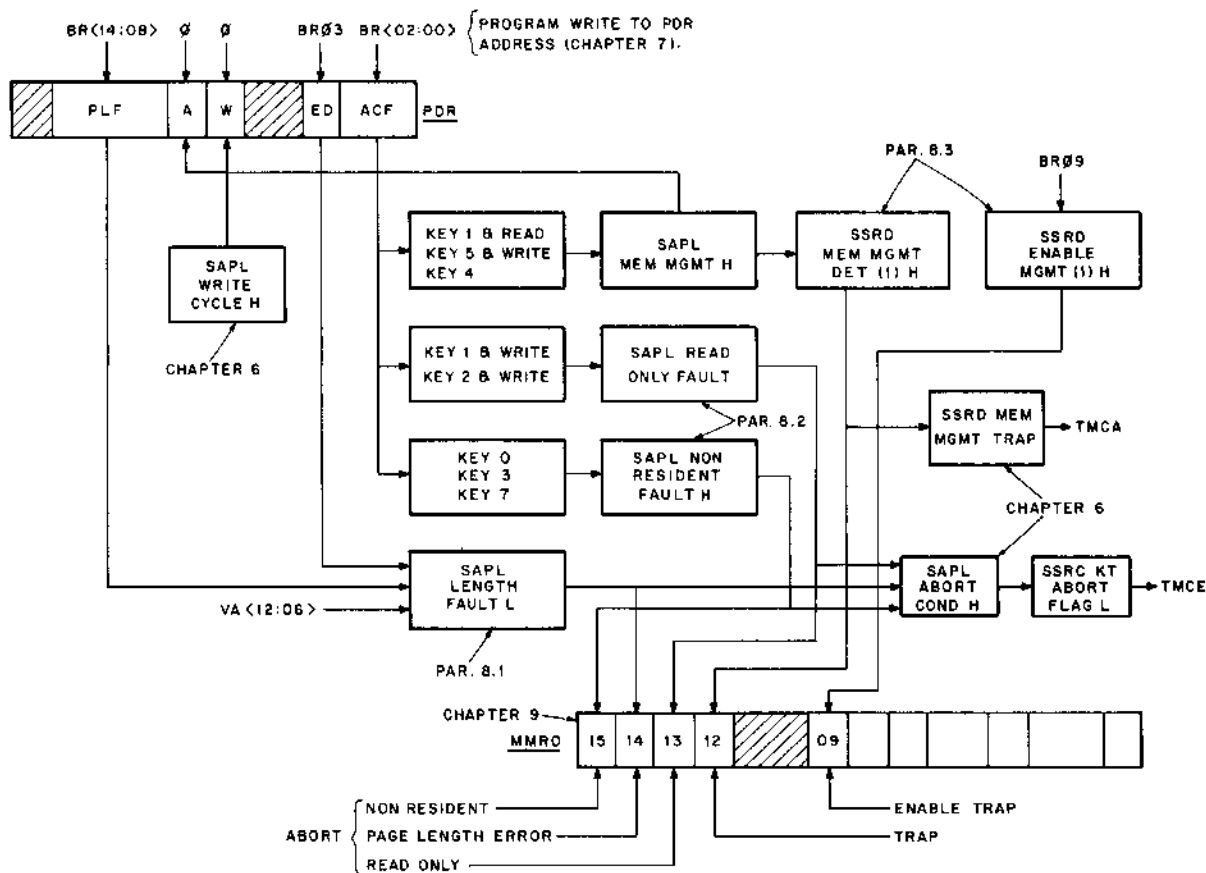 BR<14:08> Ø Ø BRØ3 BR<02:00> PROGRAM WRITE TO PDR
ADDRESS (CHAPTER 7).
PLF A W ED ACF PDR
PAR. 8.3
BRØ9
KEY 1 & READ
KEY 5 & WRITE
KEY 4
SAPL
MEM MGMT H
SSRD
MEM MGMT
DET (1) H
SSRD
ENABLE
MGMT (1) H
SAPL
WRITE
CYCLE H
CHAPTER 6
KEY 1 & WRITE
KEY 2 & WRITE
SAPL READ
ONLY FAULT
PAR. 8.2
SSRD MEM
MGMT TRAP
TMCA
KEY 0
KEY 3
KEY 7
SAPL NON
RESIDENT
FAULT H
CHAPTER 6
SAPL
LENGTH
FAULT L
VA<12:06>
PAR. 8.1
SAPL
ABORT
COND H
SSRC KT
ABORT
FLAG L
TMCE
CHAPTER 9
MMRO
15 14 13 12 09
ABORT
NON RESIDENT
PAGE LENGTH ERROR
READ ONLY
ENABLE TRAP
TRAP